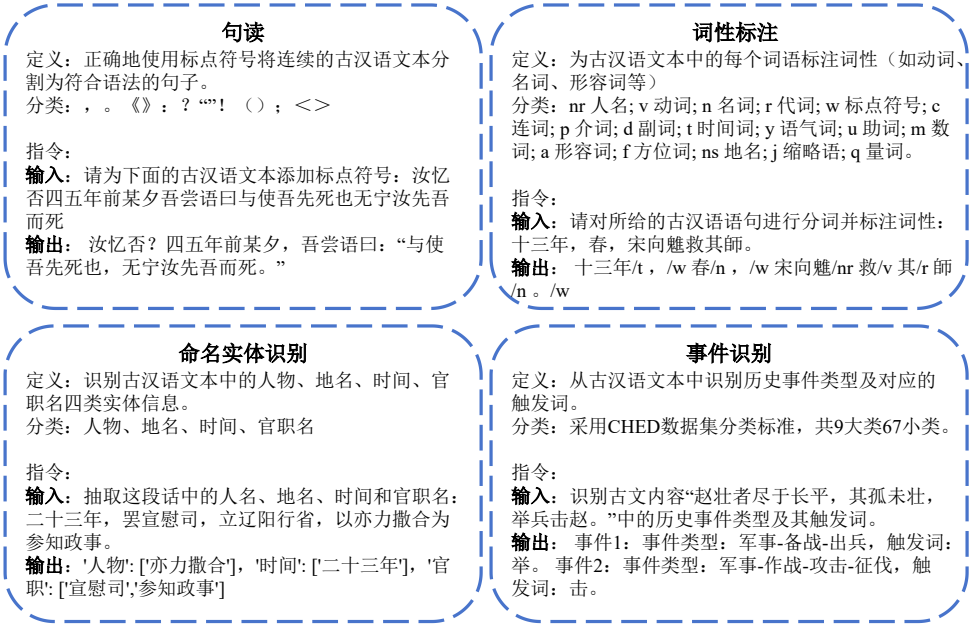 句读
定义：正确地使用标点符号将连续的古汉语文本分
割为符合语法的句子。
分类：，。《》：？“”！（）；＜＞
指令：
输入：请为下面的古汉语文本添加标点符号：汝忆
否四五年前某夕吾尝语曰与使吾先死也无宁汝先吾
而死
输出： 汝忆否？四五年前某夕，吾尝语曰：“与使
吾先死也，无宁汝先吾而死。”
词性标注
定义：为古汉语文本中的每个词语标注词性（如动词、
名词、形容词等）
分类：nr 人名; v 动词; n 名词; r 代词; w 标点符号; c
连词; p 介词; d 副词; t 时间词; y 语气词; u 助词; m 数
词; a 形容词; f 方位词; ns 地名; j 缩略语; q 量词。
指令：
输入：请对所给的古汉语语句进行分词并标注词性：
十三年，春，宋向魋救其師。
输出： 十三年/t ，/w 春/n ，/w 宋向魋/nr 救/v 其/r 師
/n 。/w
命名实体识别
定义：识别古汉语文本中的人物、地名、时间、官
职名四类实体信息。
分类：人物、地名、时间、官职名
指令：
输入：抽取这段话中的人名、地名、时间和官职名：
二十三年，罢宣慰司，立辽阳行省，以亦力撒合为
参知政事。
输出：'人物': ['亦力撒合']，'时间': ['二十三年']，'官
职': ['宣慰司','参知政事']
事件识别
定义：从古汉语文本中识别历史事件类型及对应的
触发词。
分类：采用CHED数据集分类标准，共9大类67小类。
指令：
输入：识别古文内容“赵壮者尽于长平，其孤未壮，
举兵击赵。”中的历史事件类型及其触发词。
输出： 事件1：事件类型：军事-备战-出兵，触发词：
举。 事件2：事件类型：军事-作战-攻击-征伐，触
发词：击。